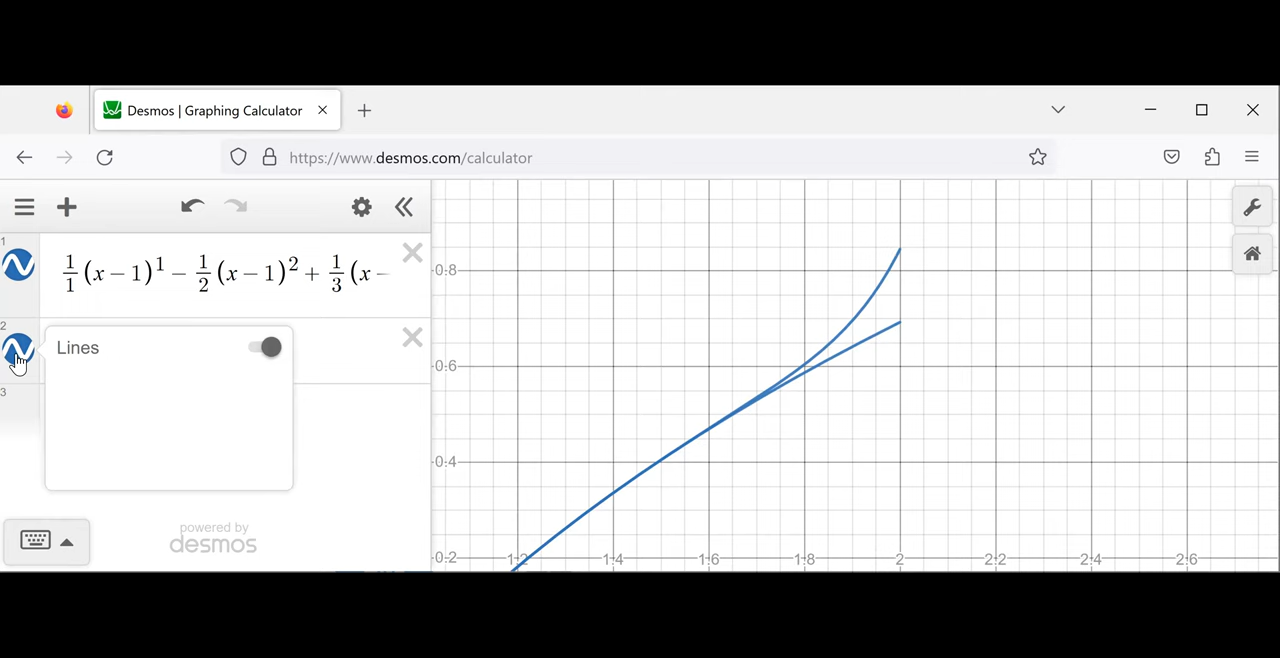 Desmos | Graphing Calculator
https://www.desmos.com/calculator
1
1/1(x − 1)^1 − 1/2(x − 1)^2 + 1/3(x −
2
Lines
3
powered by
desmos
0.8
0.6
0.4
0.2
1.2 1.4 1.6 1.8 2 2.2 2.4 2.6